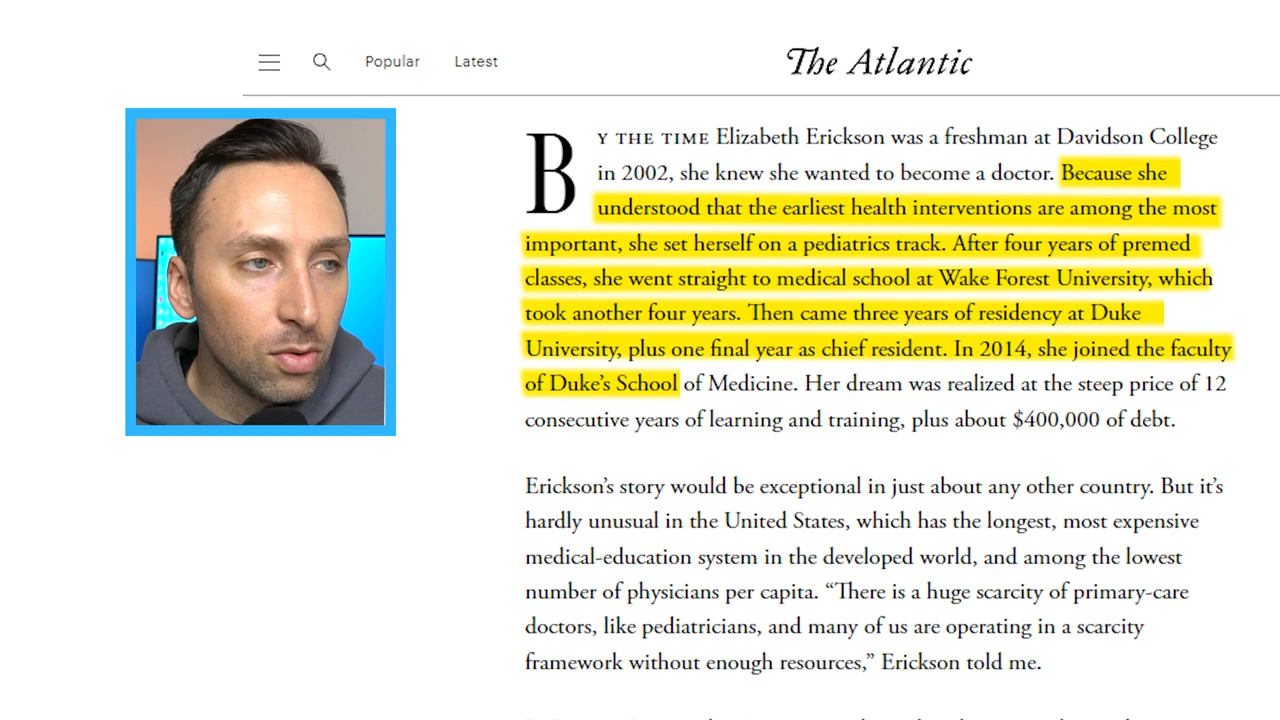 Popular Latest The Atlantic
BY THE TIME Elizabeth Erickson was a freshman at Davidson College
in 2002, she knew she wanted to become a doctor. Because she
understood that the earliest health interventions are among the most
important, she set herself on a pediatrics track. After four years of premed
classes, she went straight to medical school at Wake Forest University, which
took another four years. Then came three years of residency at Duke
University, plus one final year as chief resident. In 2014, she joined the faculty
of Duke’s School of Medicine. Her dream was realized at the steep price of 12
consecutive years of learning and training, plus about $400,000 of debt.
Erickson’s story would be exceptional in just about any other country. But it’s
hardly unusual in the United States, which has the longest, most expensive
medical-education system in the developed world, and among the lowest
number of physicians per capita. “There is a huge scarcity of primary-care
doctors, like pediatricians, and many of us are operating in a scarcity
framework without enough resources,” Erickson told me.